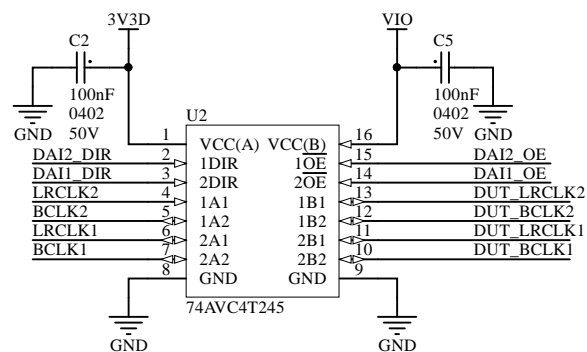 3V3D
VIO
C2
C5
100nF
0402
50V
100nF
0402
50V
GND
GND
U2
1
VCC(A)
VCC(B)
16
DAI2_DIR
2
1DIR
1OE
15
DAI2_OE
DAI1_DIR
3
2DIR
2OE
14
DAI1_OE
LRCLK2
4
1A1
1B1
13
DUT_LRCLK2
BCLK2
5
1A2
1B2
12
DUT_BCLK2
LRCLK1
6
2A1
2B1
11
DUT_LRCLK1
BCLK1
7
2A2
2B2
10
DUT_BCLK1
8
GND
GND
9
74AVC4T245
GND
GND